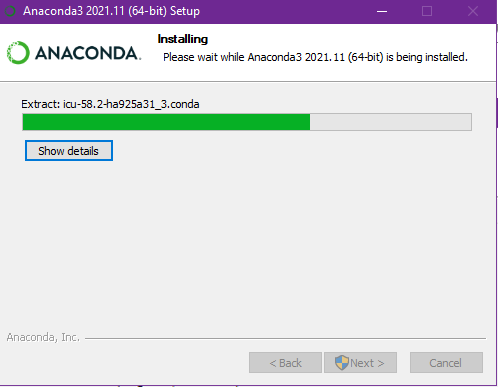 Anaconda3 2021.11 (64-bit) Setup
Installing
Please wait while Anaconda3 2021.11 (64-bit) is being installed.
ANACONDA.
Extract: icu-58.2-ha925a31_3.conda
Show details
Anaconda, Inc.
< Back
Next >
Cancel